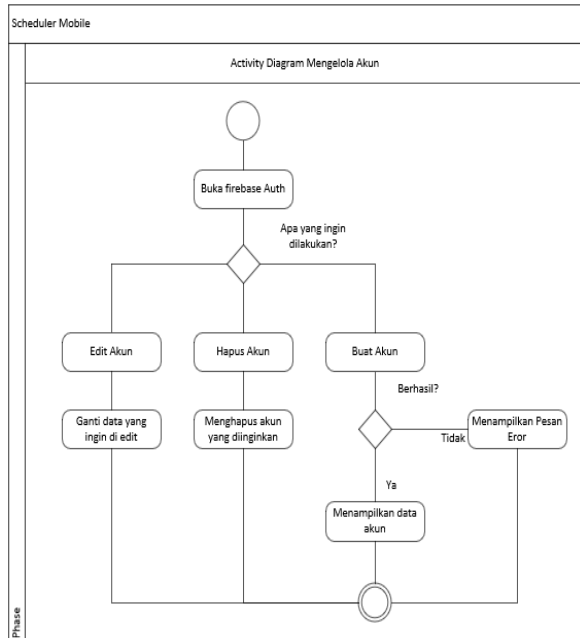 Scheduler Mobile
Activity Diagram Mengelola Akun
Buka firebase Auth
Apa yang ingin
dilakukan?
Edit Akun
Hapus Akun
Buat Akun
Berhasil?
Ganti data yang
ingin di edit
Menghapus akun
yang diinginkan
Tidak
Menampilkan Pesan
Eror
Ya
Menampilkan data
akun
Phase